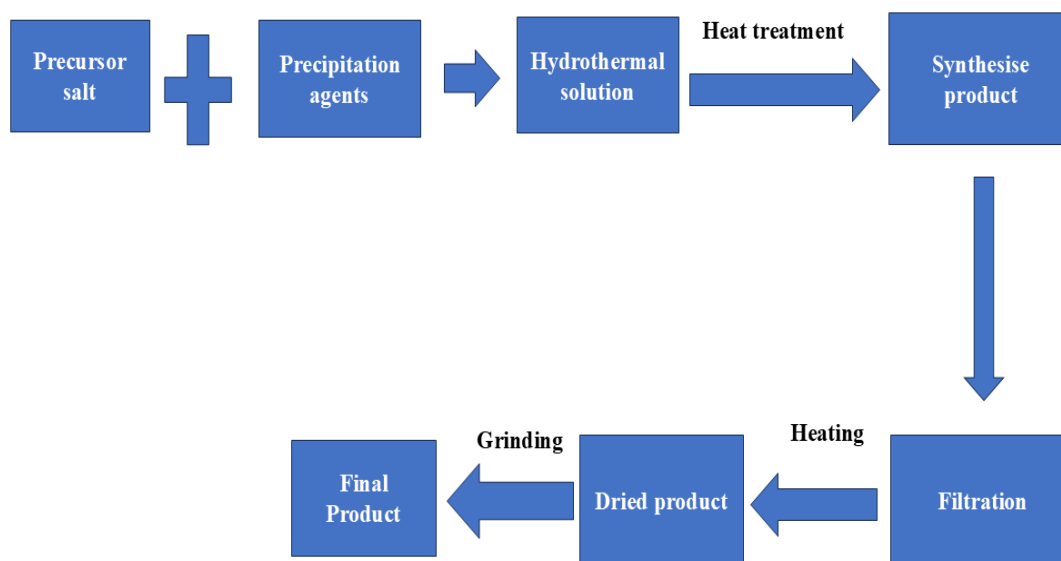 Precursor
salt
Precipitation
agents
Hydrothermal
solution
Heat treatment
Synthesise
product
Filtration
Heating
Dried product
Grinding
Final
Product